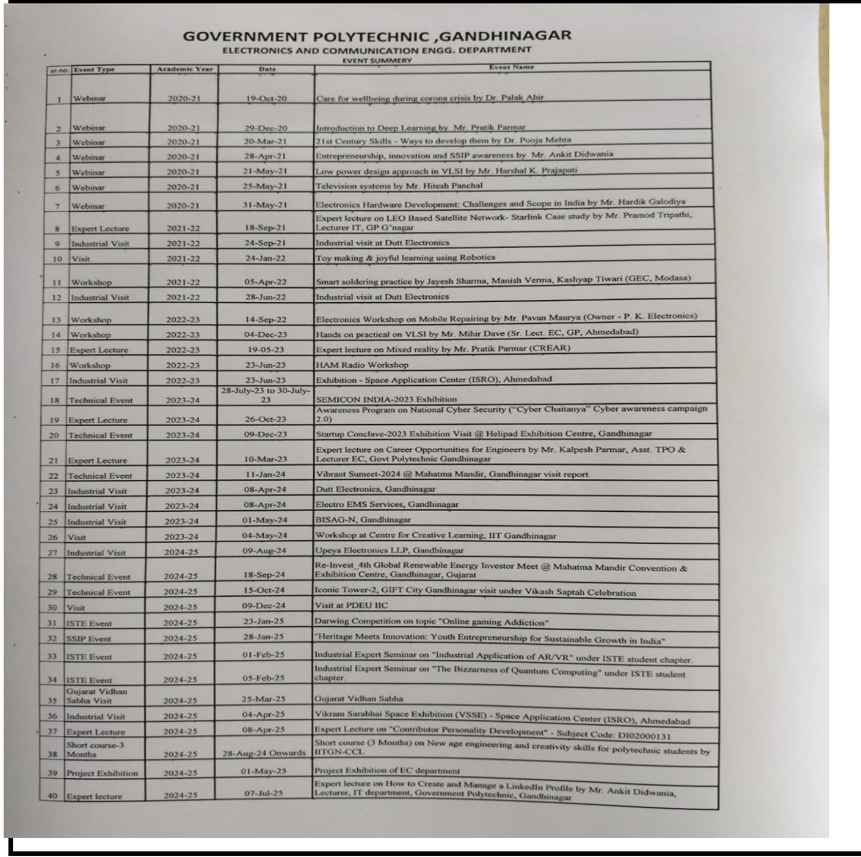 GOVERNMENT POLYTECHNIC ,GANDHINAGAR
ELECTRONICS AND COMMUNICATION ENGG. DEPARTMENT
EVENT SUMMERY
sr.no. Event Type Academic Year Date Event Name
1 Webinar 2020-21 19-Oct-20 Care for wellbeing during corona crisis by Dr. Palak Ahir
2 Webinar 2020-21 29-Dec-20 Introduction to Deep Learning by Mr. Pratik Parmar
3 Webinar 2020-21 20-Mar-21 21st Century Skills - Ways to develop them by Dr. Pooja Mehta
4 Webinar 2020-21 28-Apr-21 Entrepreneurship, innovation and SSIP awareness by Mr. Ankit Didwania
5 Webinar 2020-21 21-May-21 Low power design approach in VLSI by Mr. Harshal K. Prajapati
6 Webinar 2020-21 25-May-21 Television systems by Mr. Hitesh Panchal
7 Webinar 2020-21 31-May-21 Electronics Hardware Development: Challenges and Scope in India by Mr. Hardik Galodiya
Expert lecture on LEO Based Satellite Network- Starlink Case study by Mr. Pramod Tripathi,
8 Expert Lecture 2021-22 18-Sep-21 Lecturer IT, GP G'nagar
9 Industrial Visit 2021-22 24-Sep-21 Industrial visit at Dutt Electronics
10 Visit 2021-22 24-Jan-22 Toy making & joyful learning using Robotics
11 Workshop 2021-22 05-Apr-22 Smart soldering practice by Jayesh Sharma, Manish Verma, Kashyap Tiwari (GEC, Modasa)
12 Industrial Visit 2021-22 28-Jun-22 Industrial visit at Dutt Electronics
13 Workshop 2022-23 14-Sep-22 Electronics Workshop on Mobile Repairing by Mr. Pavan Maurya (Owner - P. K. Electronics)
14 Workshop 2022-23 04-Dec-23 Hands on practical on VLSI by Mr. Mihir Dave (Sr. Lect. EC, GP, Ahmedabad)
15 Expert Lecture 2022-23 19-05-23 Expert lecture on Mixed reality by Mr. Pratik Parmar (CREAR)
16 Workshop 2022-23 23-Jun-23 HAM Radio Workshop
17 Industrial Visit 2022-23 23-Jun-23 Exhibition - Space Application Center (ISRO), Ahmedabad
28-July-23 to 30-July-
18 Technical Event 2023-24 23 SEMICON INDIA-2023 Exhibition
Awareness Program on National Cyber Security ("Cyber Chaitanya" Cyber awareness campaign
19 Expert Lecture 2023-24 26-Oct-23 2.0)
20 Technical Event 2023-24 09-Dec-23 Startup Conclave-2023 Exhibition Visit @ Helipad Exhibition Centre, Gandhinagar
Expert lecture on Career Opportunities for Engineers by Mr. Kalpesh Parmar, Asst. TPO &
21 Expert Lecture 2023-24 10-Mar-23 Lecturer EC, Govt Polytechnic Gandhinagar
22 Technical Event 2023-24 11-Jan-24 Vibrant Sumeet-2024 @ Mahatma Mandir, Gandhinagar visit report
23 Industrial Visit 2023-24 08-Apr-24 Dutt Electronics, Gandhinagar
24 Industrial Visit 2023-24 08-Apr-24 Electro EMS Services, Gandhinagar
25 Industrial Visit 2023-24 01-May-24 BISAG-N, Gandhinagar
26 Visit 2023-24 04-May-24 Workshop at Centre for Creative Learning, IIT Gandhinagar
27 Industrial Visit 2024-25 09-Aug-24 Upeya Electronics LLP, Gandhinagar
Re-Invest_4th Global Renewable Energy Investor Meet @ Mahatma Mandir Convention &
28 Technical Event 2024-25 18-Sep-24 Exhibition Centre, Gandhinagar, Gujarat
29 Technical Event 2024-25 15-Oct-24 Iconic Tower-2, GIFT City Gandhinagar visit under Vikash Saptah Celebration
30 Visit 2024-25 09-Dec-24 Visit at PDEU IIC
31 ISTE Event 2024-25 23-Jan-25 Darwing Competition on topic "Online gaming Addiction"
32 SSIP Event 2024-25 28-Jan-25 "Heritage Meets Innovation: Youth Entrepreneurship for Sustainable Growth in India"
33 ISTE Event 2024-25 01-Feb-25 Industrial Expert Seminar on "Industrial Application of AR/VR" under ISTE student chapter.
Industrial Expert Seminar on "The Bizzarness of Quantum Computing" under ISTE student
34 ISTE Event 2024-25 05-Feb-25 chapter.
Gujarat Vidhan
35 Sabha Visit 2024-25 25-Mar-25 Gujarat Vidhan Sabha
36 Industrial Visit 2024-25 04-Apr-25 Vikram Sarabhai Space Exhibition (VSSE) - Space Application Center (ISRO), Ahmedabad
37 Expert Lecture 2024-25 08-Apr-25 Expert Lecture on "Contributor Personality Development" - Subject Code: DI02000131
Short course-3 Short course (3 Months) on New age engineering and creativity skills for polytechnic students by
38 Months 2024-25 28-Aug-24 Onwards IITGN-CCL
39 Project Exhibition 2024-25 01-May-25 Project Exhibition of EC department
Expert lecture on How to Create and Manage a LinkedIn Profile by Mr. Ankit Didwania,
40 Expert lecture 2024-25 07-Jul-25 Lecturer, IT department, Government Polytechnic, Gandhinagar